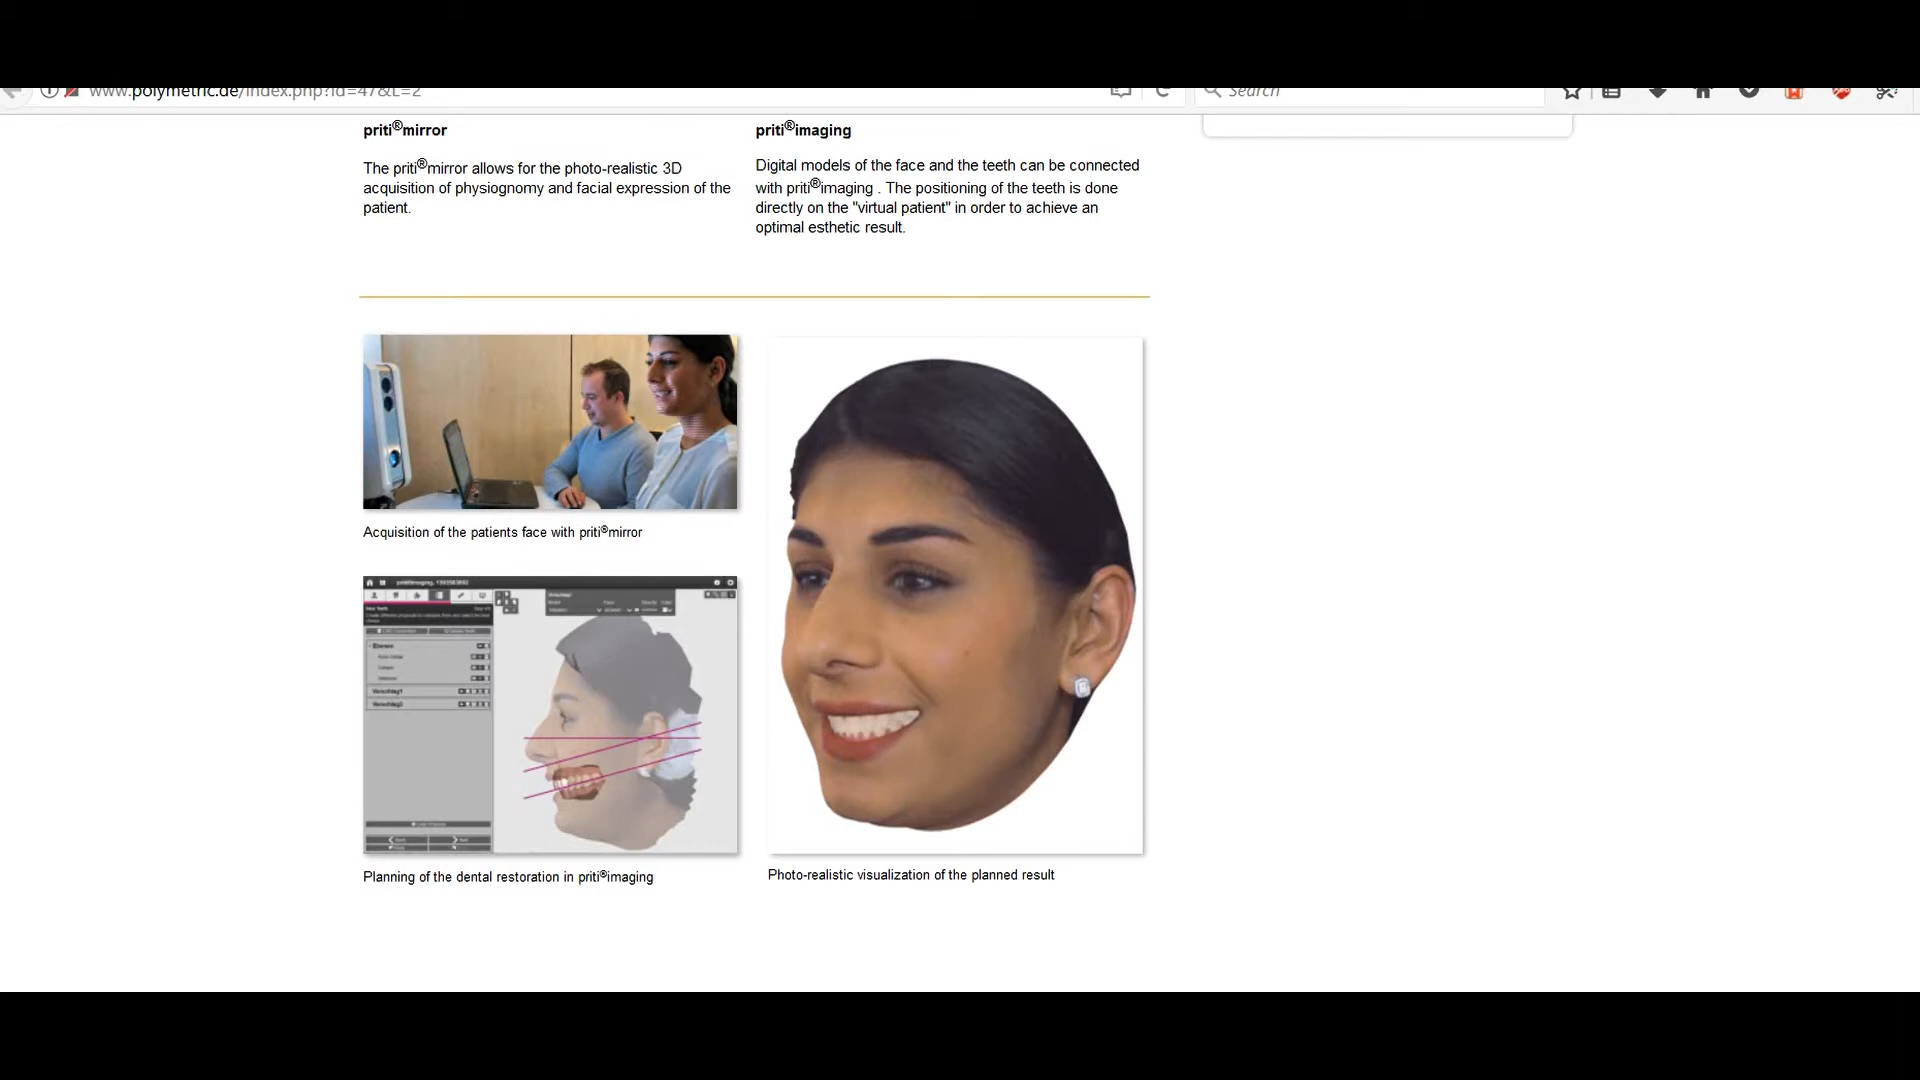 www.polymetric.de/index.php?id=47&L=2
Search
priti®mirror
The priti®mirror allows for the photo-realistic 3D
acquisition of physiognomy and facial expression of the
patient.
priti®imaging
Digital models of the face and the teeth can be connected
with priti®imaging . The positioning of the teeth is done
directly on the "virtual patient" in order to achieve an
optimal esthetic result.
Acquisition of the patients face with priti®mirror
Ebenen
Vorschlag1
Vorschlag2
Planning of the dental restoration in priti®imaging
Photo-realistic visualization of the planned result